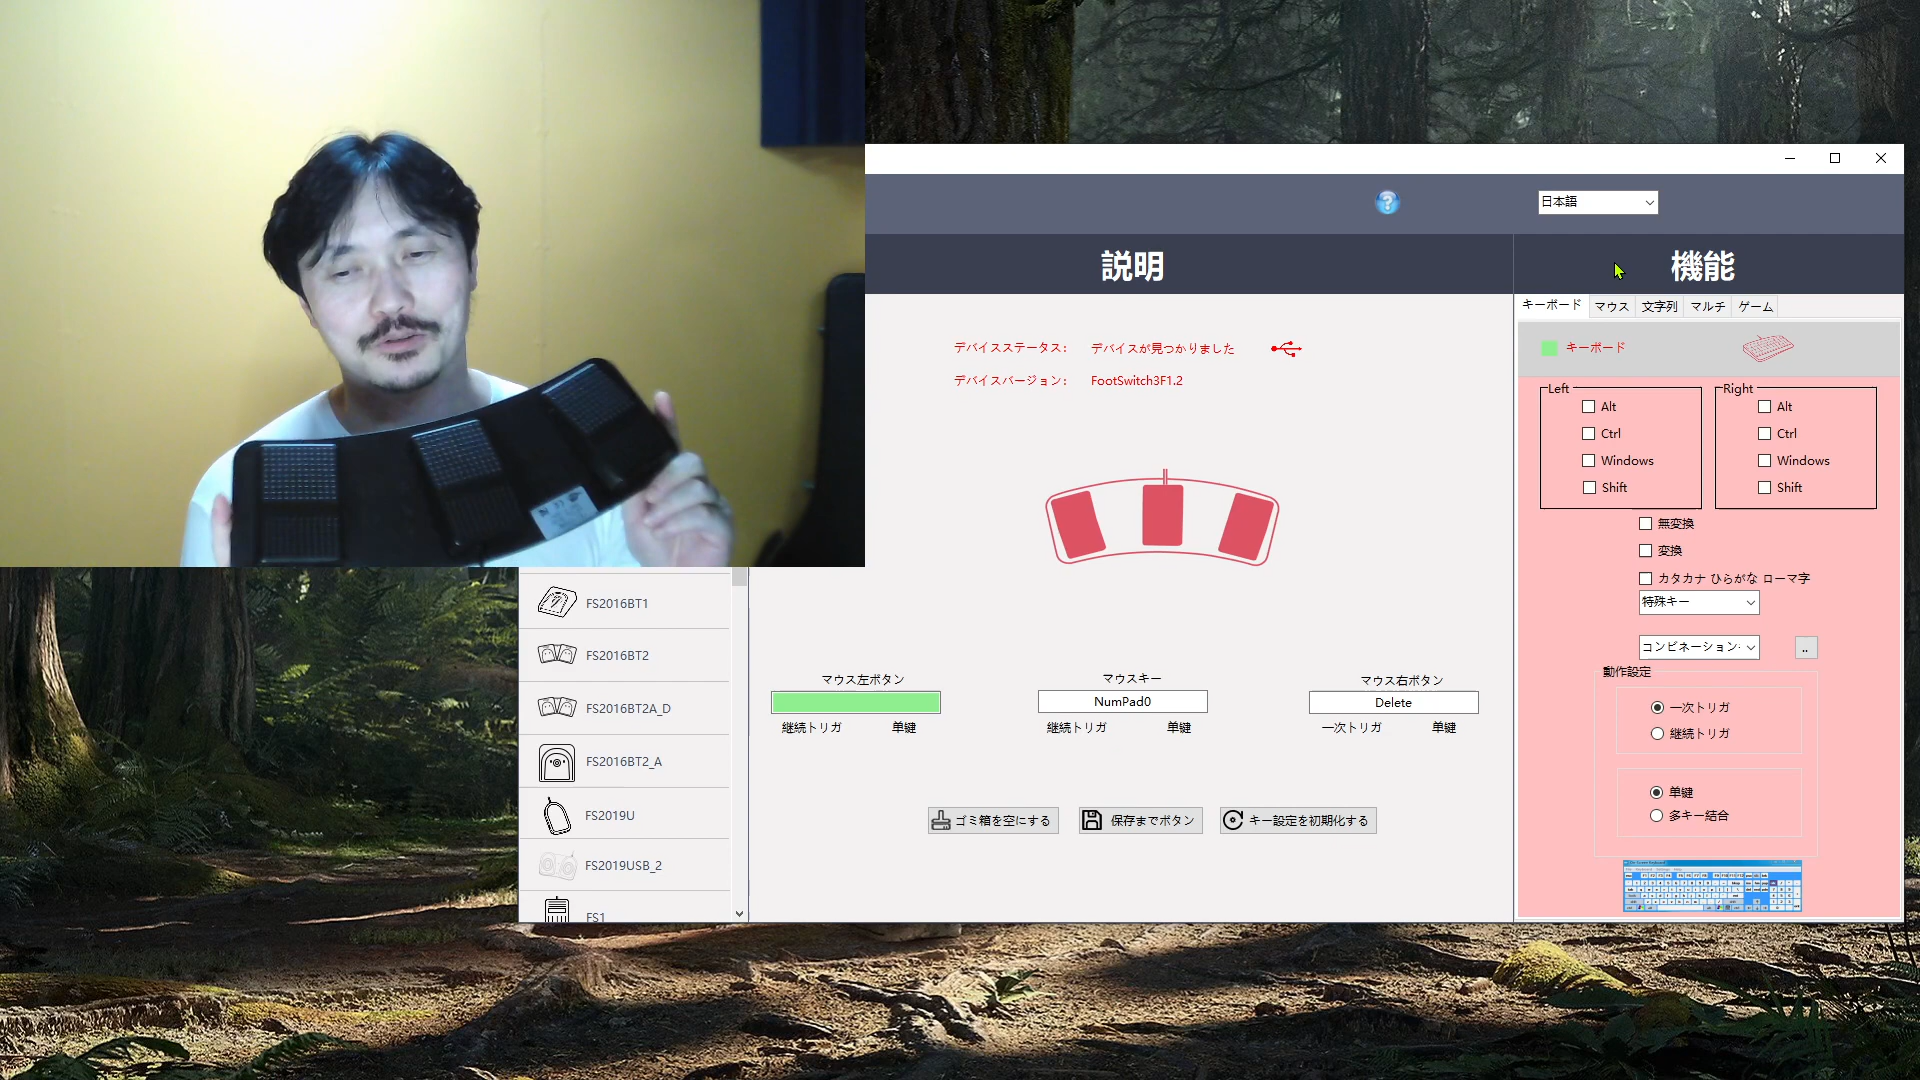 日本語
説明
機能
キーボード マウス 文字列 マルチ ゲーム
デバイスステータス: デバイスが見つかりました
デバイスバージョン: FootSwitch3F1.2
キーボード
Left
Alt
Ctrl
Windows
Shift
Right
Alt
Ctrl
Windows
Shift
無変換
変換
カタカナ ひらがな ローマ字
特殊キー
コンビネーション
..
動作設定
一次トリガ
継続トリガ
单键
多キー結合
FS2016BT1
FS2016BT2
FS2016BT2A_D
FS2016BT2_A
FS2019U
FS2019USB_2
FS1
マウス左ボタン
継続トリガ 单键
マウスキー
NumPad0
継続トリガ 单键
マウス右ボタン
Delete
一次トリガ 单键
ゴミ箱を空にする
保存までボタン
キー設定を初期化する